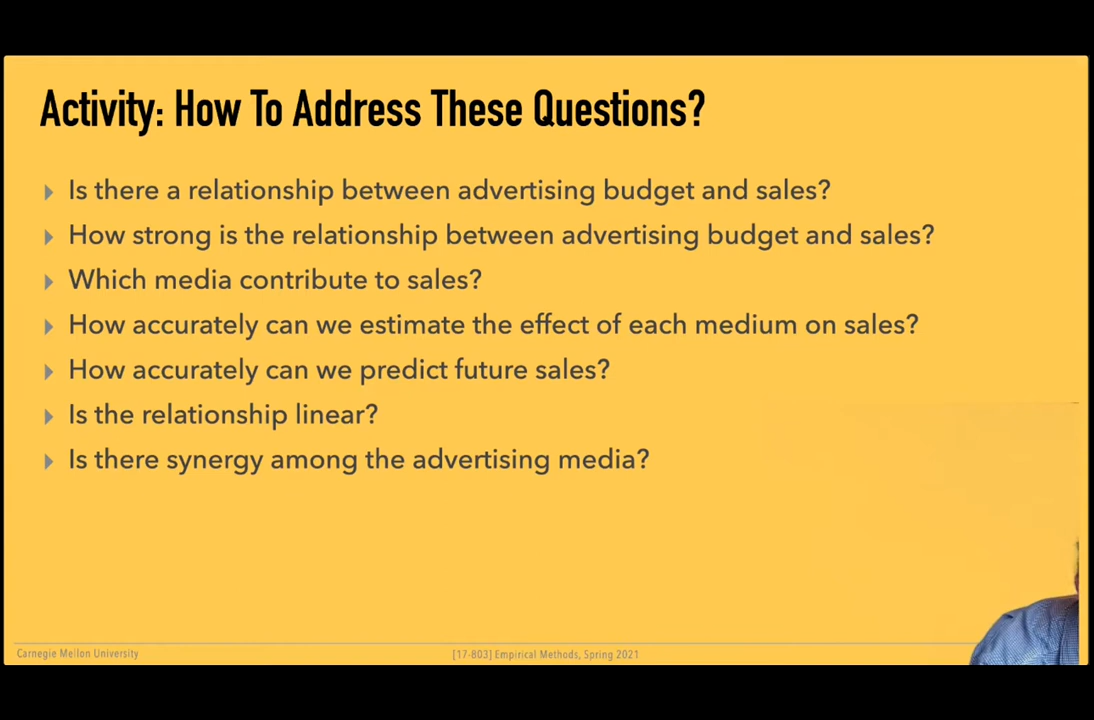 Activity: How To Address These Questions?
Is there a relationship between advertising budget and sales?
How strong is the relationship between advertising budget and sales?
Which media contribute to sales?
How accurately can we estimate the effect of each medium on sales?
How accurately can we predict future sales?
Is the relationship linear?
Is there synergy among the advertising media?
Carnegie Mellon University
[17-803] Empirical Methods, Spring 2021